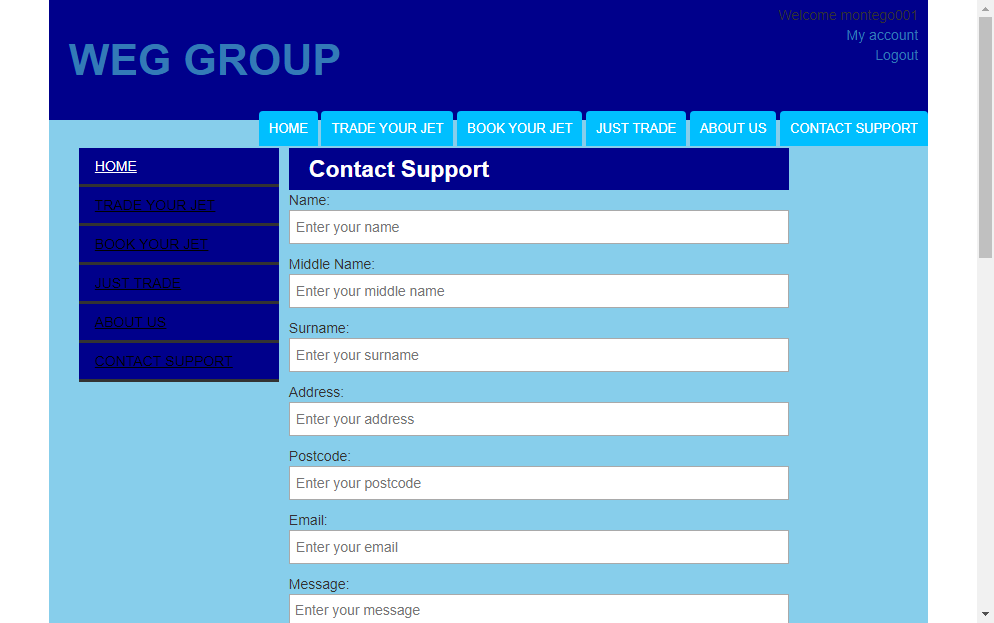 Welcome montego001
My account
Logout
WEG GROUP
HOME TRADE YOUR JET BOOK YOUR JET JUST TRADE ABOUT US CONTACT SUPPORT
HOME
TRADE YOUR JET
BOOK YOUR JET
JUST TRADE
ABOUT US
CONTACT SUPPORT
Contact Support
Name:
Enter your name
Middle Name:
Enter your middle name
Surname:
Enter your surname
Address:
Enter your address
Postcode:
Enter your postcode
Email:
Enter your email
Message:
Enter your message